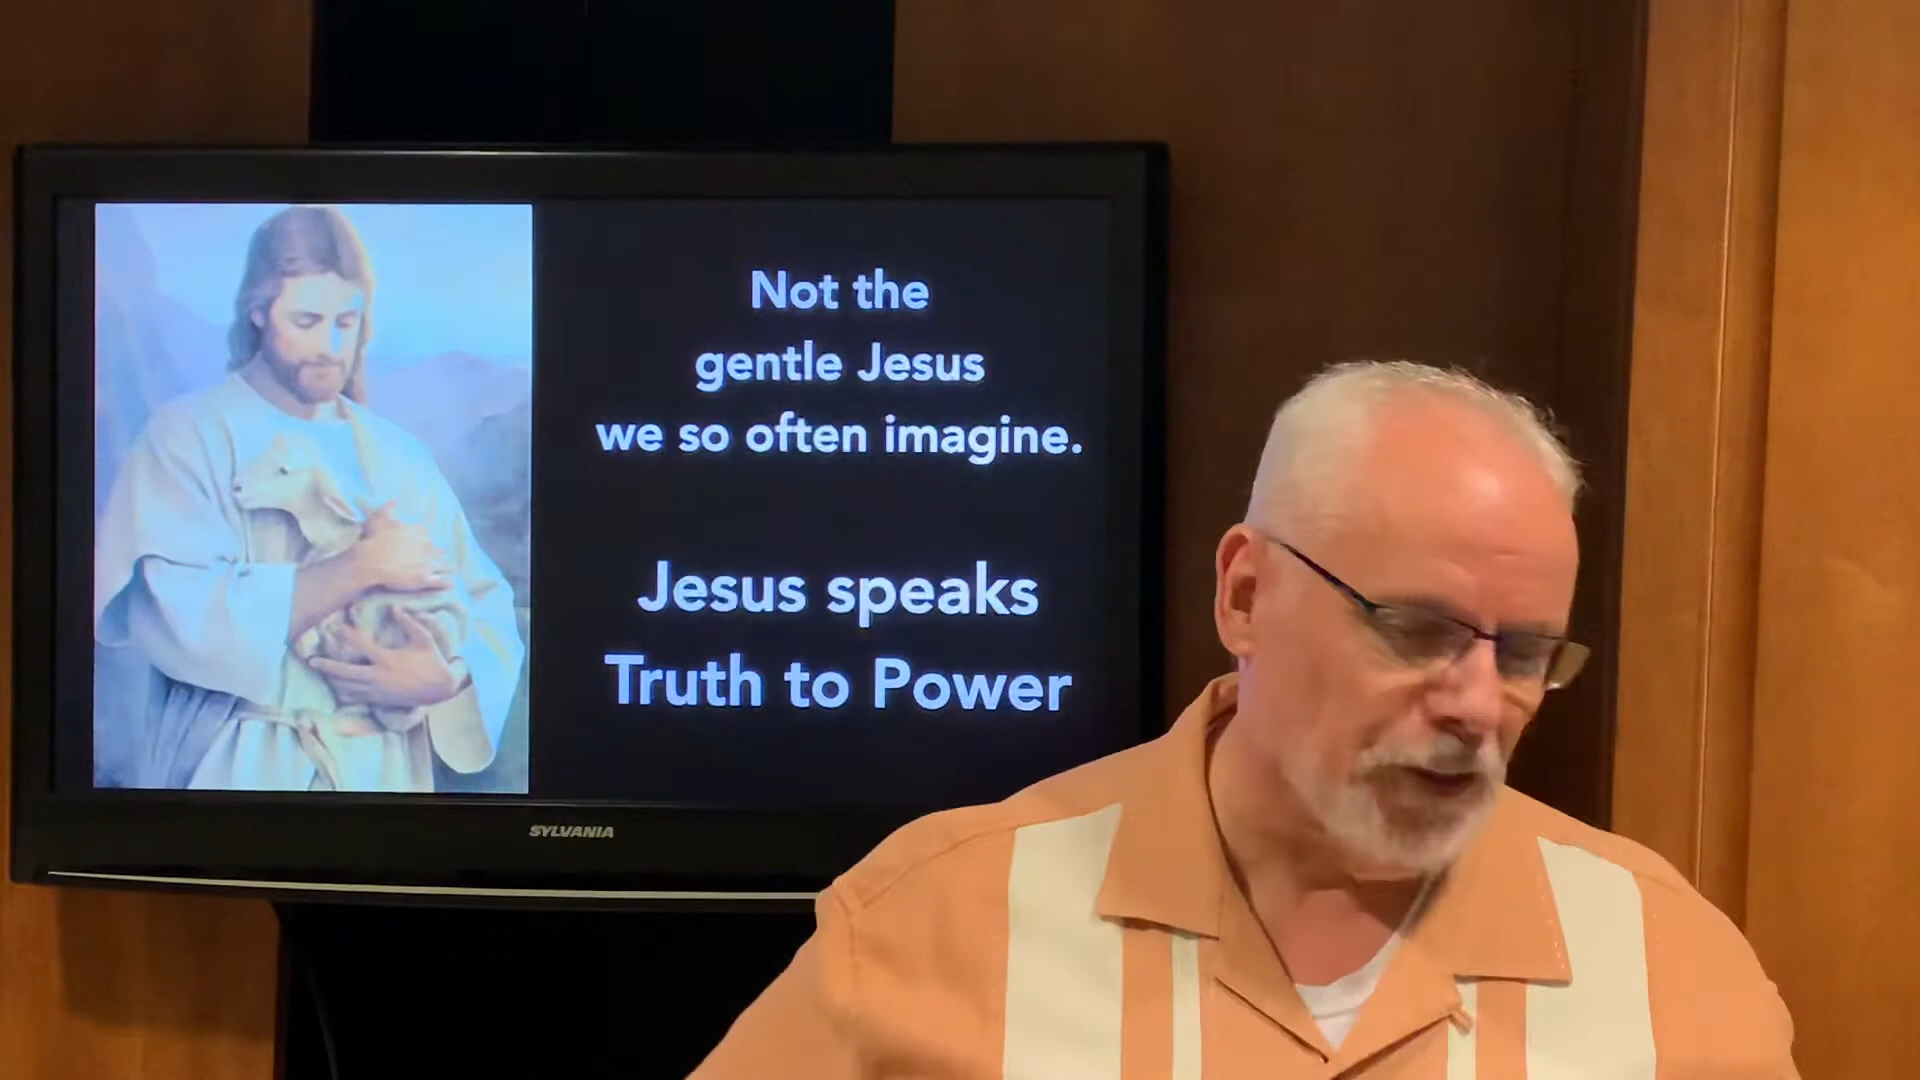 Not the
gentle Jesus
we so often imagine.
Jesus speaks
Truth to Power
SYLVANIA